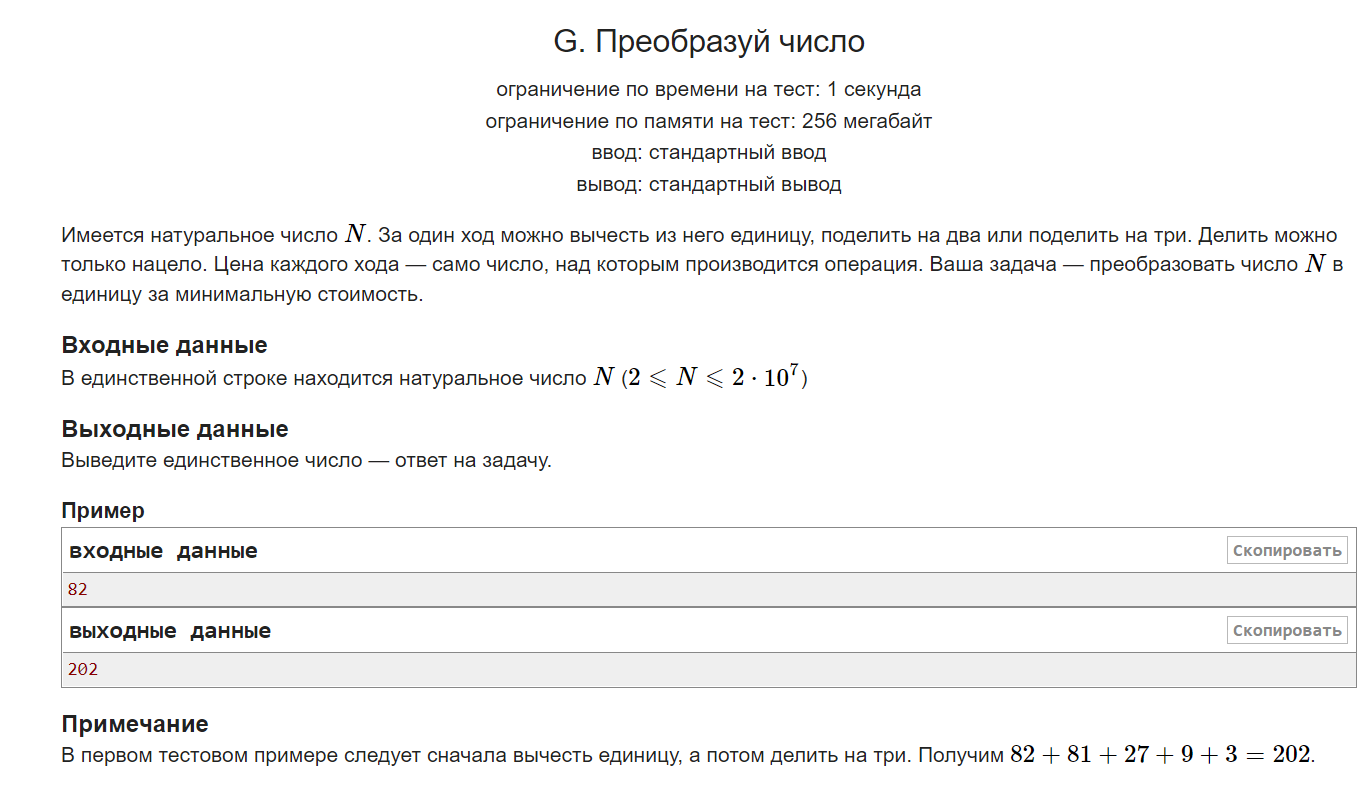 G. Преобразуй число
ограничение по времени на тест: 1 секунда
ограничение по памяти на тест: 256 мегабайт
ввод: стандартный ввод
вывод: стандартный вывод
Имеется натуральное число N. За один ход можно вычесть из него единицу, поделить на два или поделить на три. Делить можно
только нацело. Цена каждого хода — само число, над которым производится операция. Ваша задача — преобразовать число N в
единицу за минимальную стоимость.
Входные данные
В единственной строке находится натуральное число N (2 ⩽ N ⩽ 2 · 10⁷)
Выходные данные
Выведите единственное число — ответ на задачу.
Пример
входные данные Скопировать
82
выходные данные Скопировать
202
Примечание
В первом тестовом примере следует сначала вычесть единицу, а потом делить на три. Получим 82 + 81 + 27 + 9 + 3 = 202.